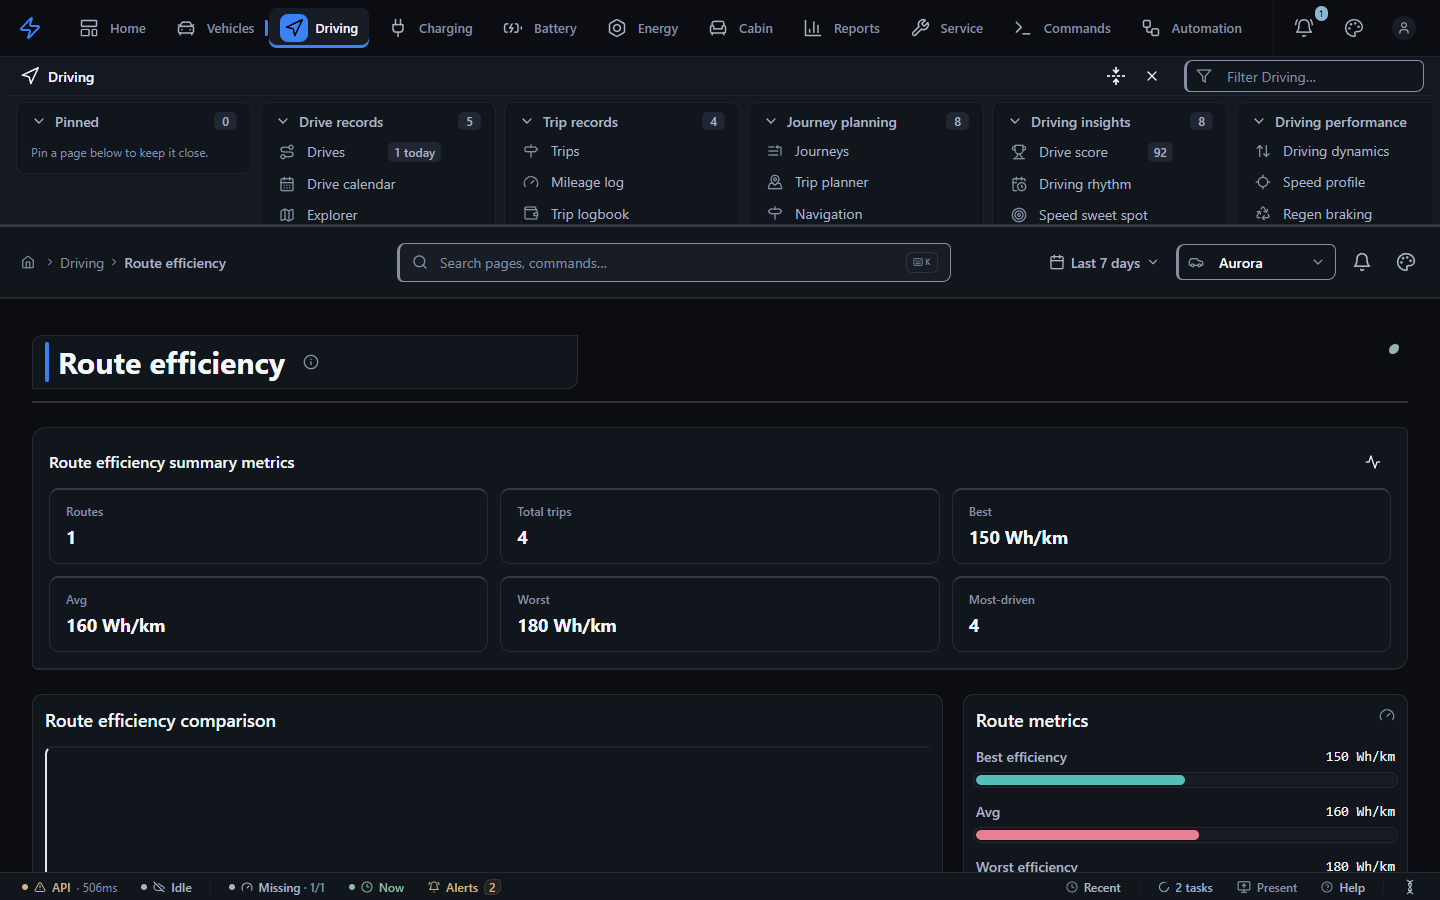 Home Vehicles Driving Charging Battery Energy Cabin Reports Service Commands Automation 1
Driving Filter Driving...
Pinned 0
Pin a page below to keep it close.
Drive records 5
Drives 1 today
Drive calendar
Explorer
Trip records 4
Trips
Mileage log
Trip logbook
Journey planning 8
Journeys
Trip planner
Navigation
Driving insights 8
Drive score 92
Driving rhythm
Speed sweet spot
Driving performance
Driving dynamics
Speed profile
Regen braking
Driving Route efficiency Search pages, commands... K Last 7 days Aurora
Route efficiency
Route efficiency summary metrics
Routes
1
Total trips
4
Best
150 Wh/km
Avg
160 Wh/km
Worst
180 Wh/km
Most-driven
4
Route efficiency comparison
Route metrics
Best efficiency 150 Wh/km
Avg 160 Wh/km
Worst efficiency 180 Wh/km
API · 506ms Idle Missing · 1/1 Now Alerts 2 Recent 2 tasks Present Help